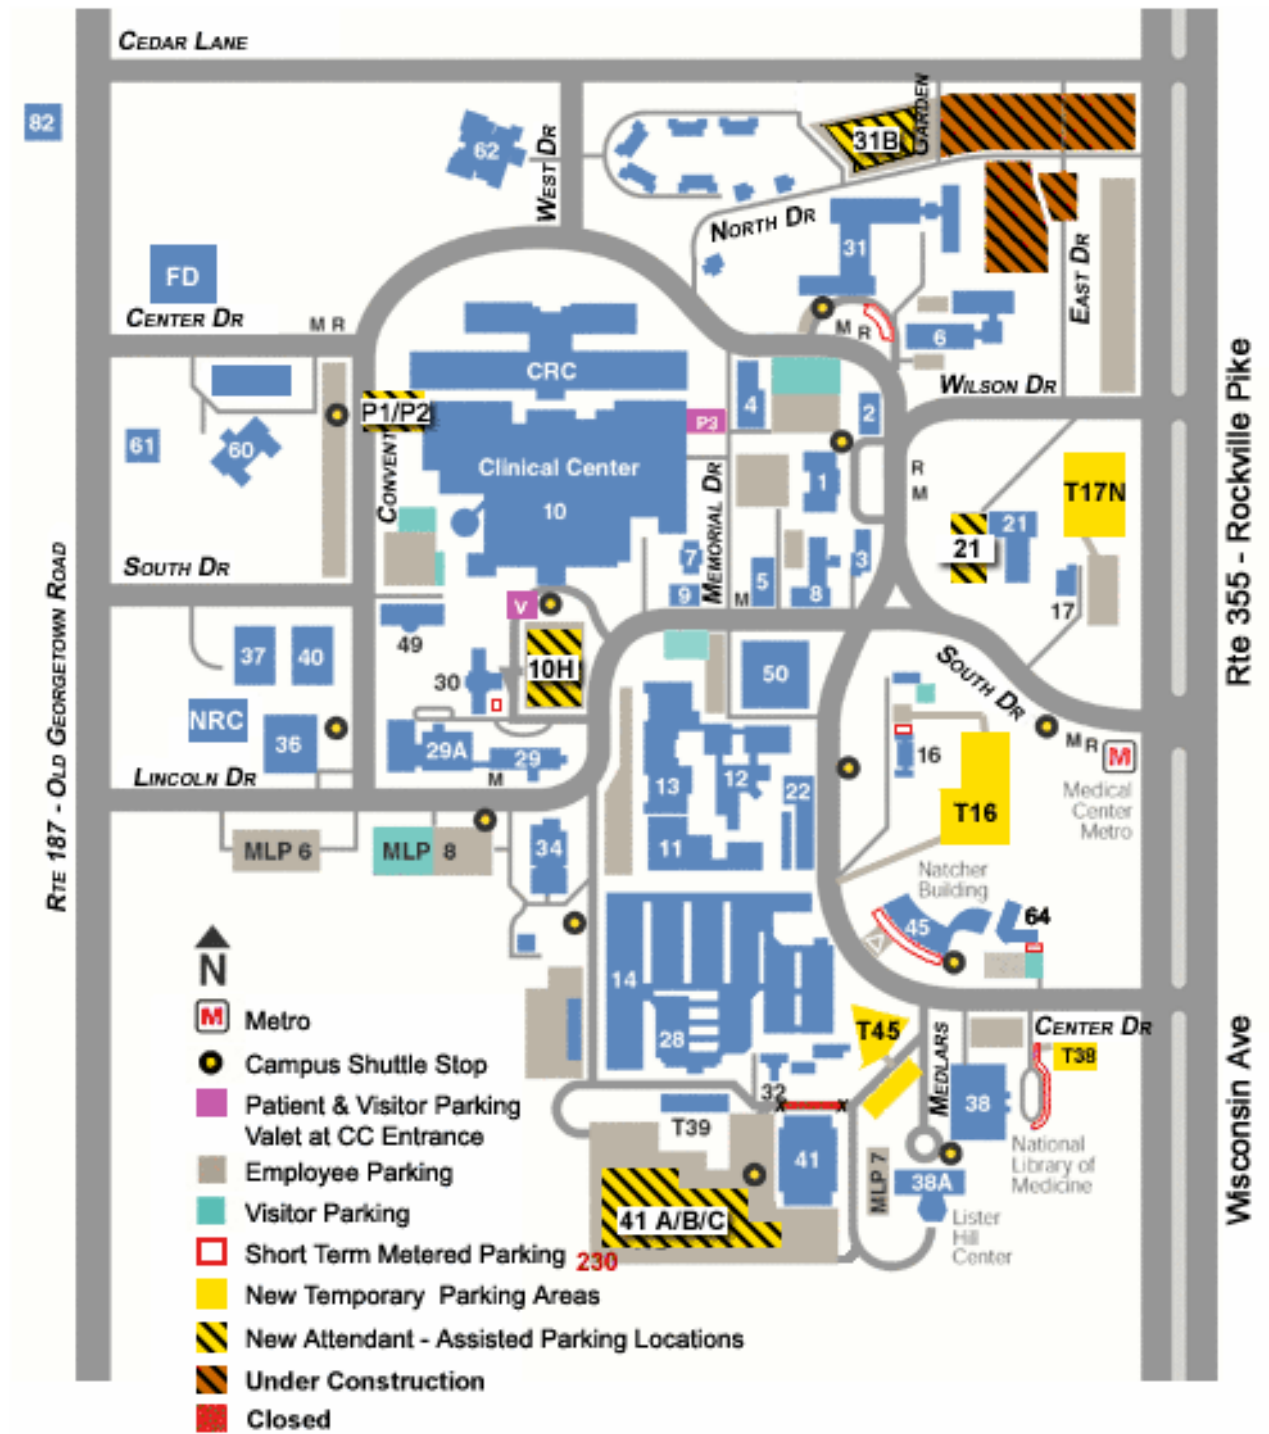 CEDAR LANE
82
62
WEST DR
31B
GARDEN
NORTH DR
31
EAST DR
FD
CENTER DR
M R
M R
6
CRC
WILSON DR
4
2
P1/P2
P3
61
60
CONVENT
Clinical Center
10
MEMORIAL DR
1
R
M
T17N
21
21
Rte 355 - Rockville Pike
SOUTH DR
7
9
M
5
8
3
17
V
49
37
40
30
10H
50
SOUTH DR
NRC
36
29A
29
M
16
M R
M
Medical
Center
Metro
LINCOLN DR
13
12
22
T16
RTE 187 - OLD GEORGETOWN ROAD
MLP 6
MLP 8
34
11
Natcher
Building
45
64
N
14
28
T45
MEDLARS
CENTER DR
T38
32
X X
T39
38
National
Library of
Medicine
41
MLP 7
38A
Lister
Hill
Center
41 A/B/C
230
Wisconsin Ave
M Metro
Campus Shuttle Stop
Patient & Visitor Parking
Valet at CC Entrance
Employee Parking
Visitor Parking
Short Term Metered Parking
New Temporary Parking Areas
New Attendant - Assisted Parking Locations
Under Construction
Closed